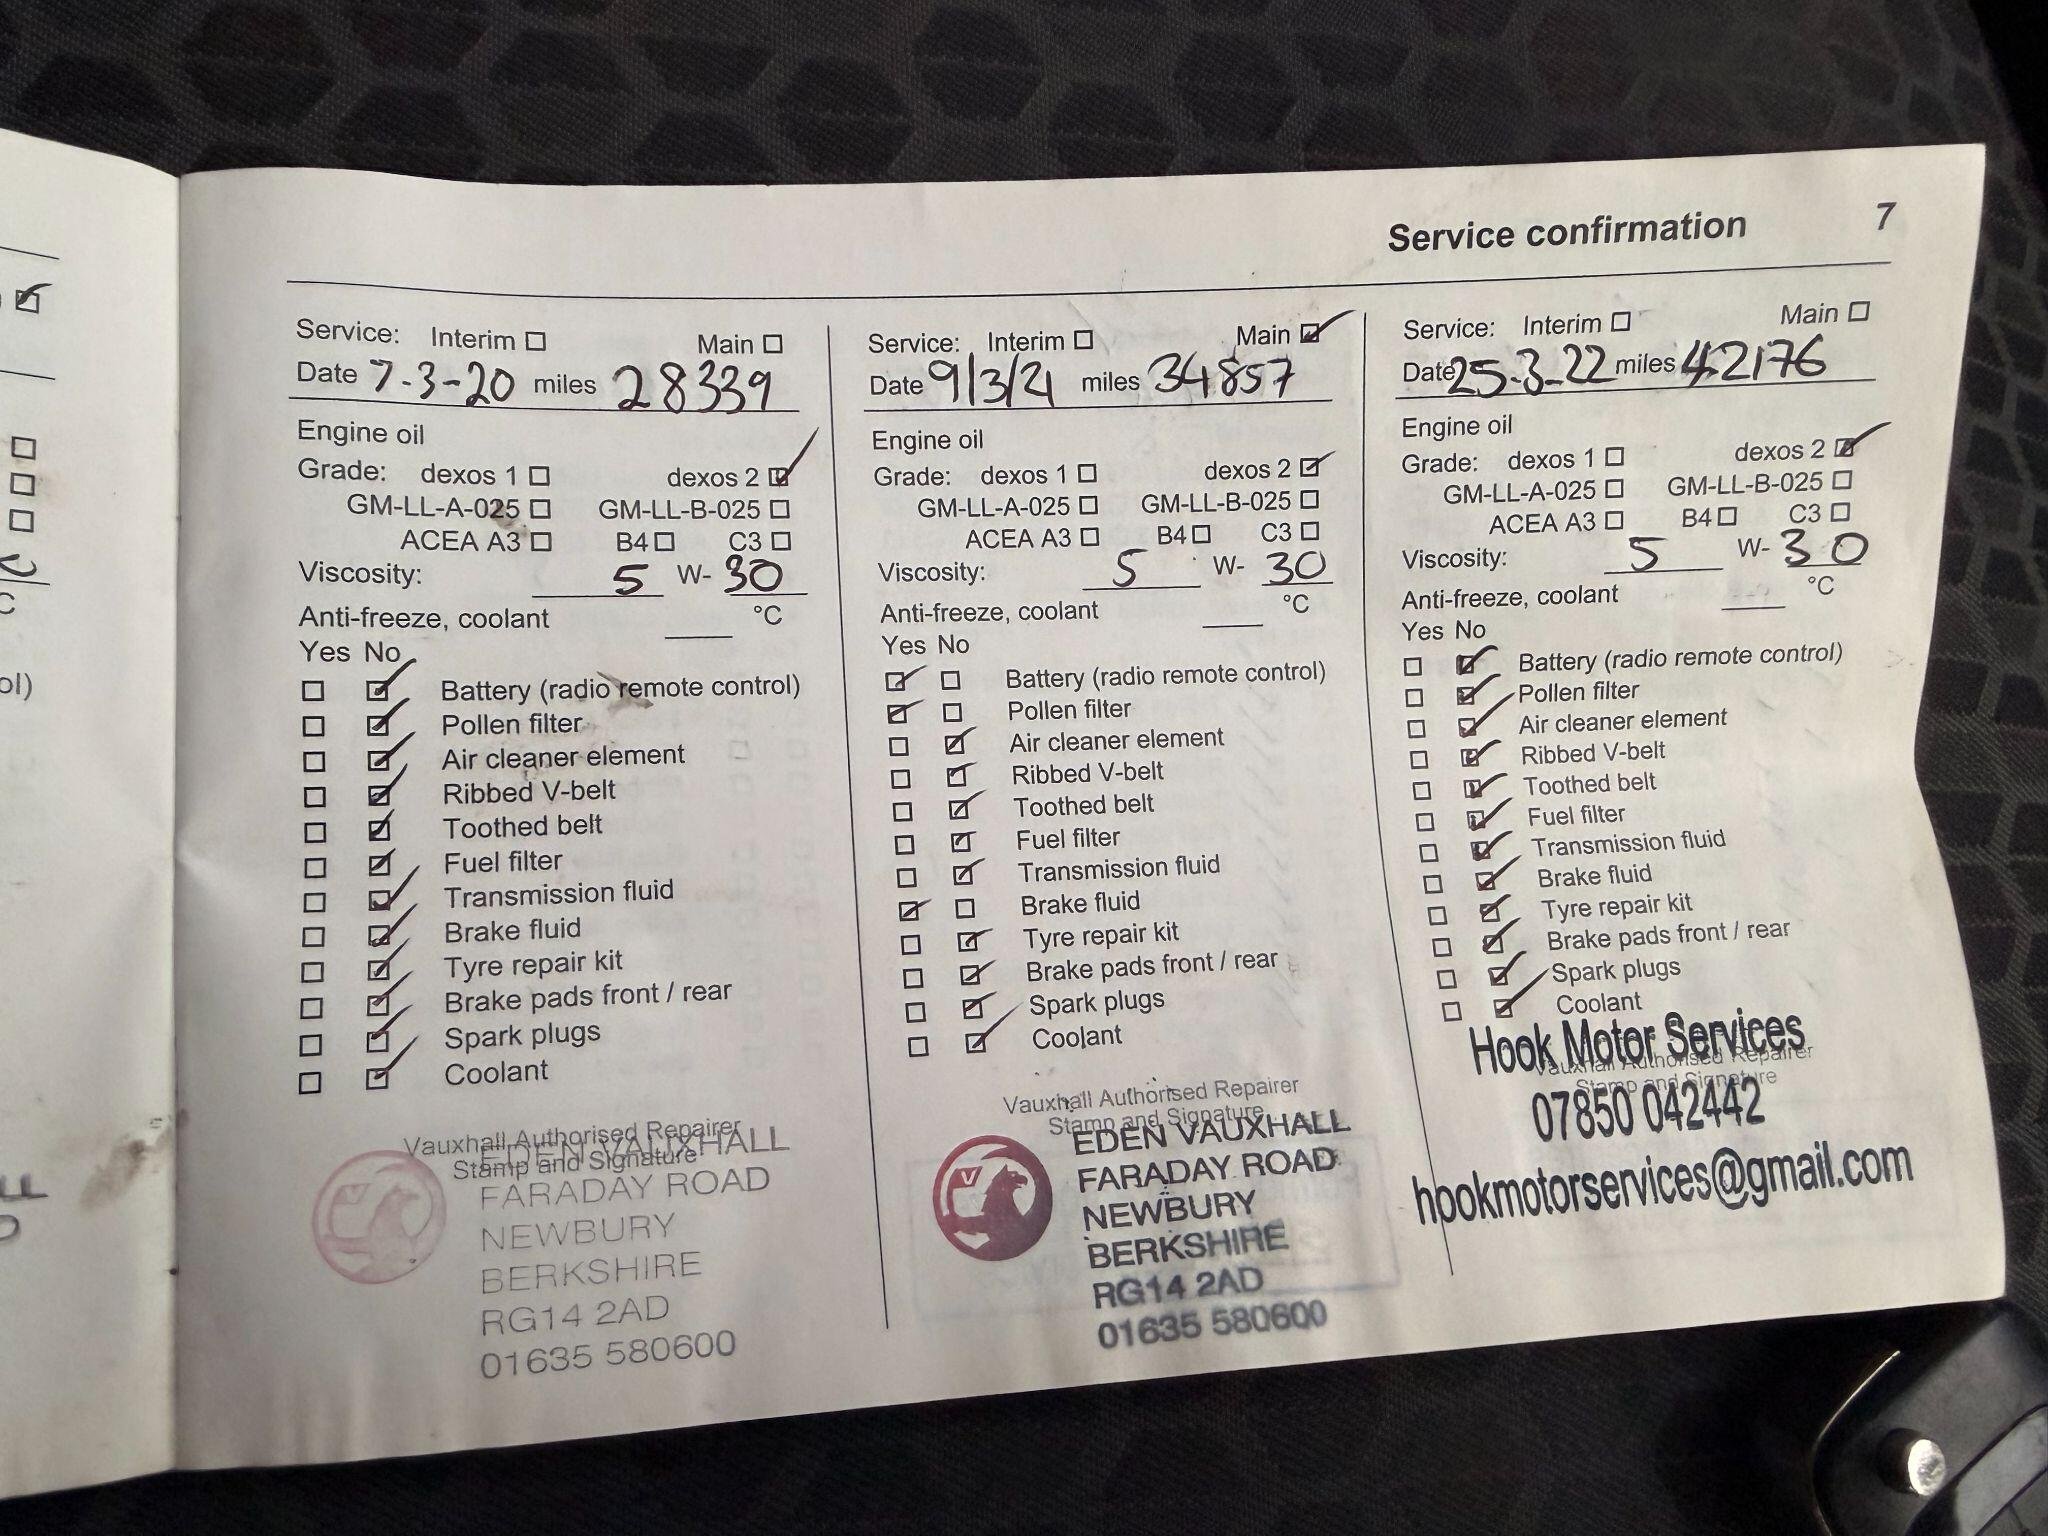 Service confirmation 7
Service: Interim ☐ Main ☐
Date 7-3-20 miles 28339
Engine oil
Grade: dexos 1 ☐ dexos 2 ☑
GM-LL-A-025 ☐ GM-LL-B-025 ☐
ACEA A3 ☐ B4 ☐ C3 ☐
Viscosity: 5 W- 30
Anti-freeze, coolant ___ °C
Yes No
☐ ☑ Battery (radio remote control)
☐ ☑ Pollen filter
☐ ☑ Air cleaner element
☐ ☑ Ribbed V-belt
☐ ☑ Toothed belt
☐ ☑ Fuel filter
☐ ☑ Transmission fluid
☐ ☑ Brake fluid
☐ ☑ Tyre repair kit
☐ ☑ Brake pads front / rear
☐ ☑ Spark plugs
☐ ☑ Coolant
Vauxhall Authorised Repairer
Stamp and Signature
EDEN VAUXHALL
FARADAY ROAD
NEWBURY
BERKSHIRE
RG14 2AD
01635 580600
Service: Interim ☐ Main ☑
Date 9/3/21 miles 34857
Engine oil
Grade: dexos 1 ☐ dexos 2 ☑
GM-LL-A-025 ☐ GM-LL-B-025 ☐
ACEA A3 ☐ B4 ☐ C3 ☐
Viscosity: 5 W- 30
Anti-freeze, coolant ___ °C
Yes No
☑ ☐ Battery (radio remote control)
☑ ☐ Pollen filter
☐ ☑ Air cleaner element
☐ ☑ Ribbed V-belt
☐ ☑ Toothed belt
☐ ☑ Fuel filter
☐ ☑ Transmission fluid
☑ ☐ Brake fluid
☐ ☑ Tyre repair kit
☐ ☑ Brake pads front / rear
☐ ☑ Spark plugs
☐ ☑ Coolant
Vauxhall Authorised Repairer
Stamp and Signature
EDEN VAUXHALL
FARADAY ROAD
NEWBURY
BERKSHIRE
RG14 2AD
01635 580600
Service: Interim ☐ Main ☐
Date 25-3-22 miles 42176
Engine oil
Grade: dexos 1 ☐ dexos 2 ☑
GM-LL-A-025 ☐ GM-LL-B-025 ☐
ACEA A3 ☐ B4 ☐ C3 ☐
Viscosity: 5 W- 30
Anti-freeze, coolant ___ °C
Yes No
☐ ☑ Battery (radio remote control)
☐ ☑ Pollen filter
☐ ☑ Air cleaner element
☐ ☑ Ribbed V-belt
☐ ☑ Toothed belt
☐ ☑ Fuel filter
☐ ☑ Transmission fluid
☐ ☑ Brake fluid
☐ ☑ Tyre repair kit
☐ ☑ Brake pads front / rear
☐ ☑ Spark plugs
☐ ☑ Coolant
Hook Motor Services
Vauxhall Authorised Repairer
Stamp and Signature
07850 042442
hookmotorservices@gmail.com